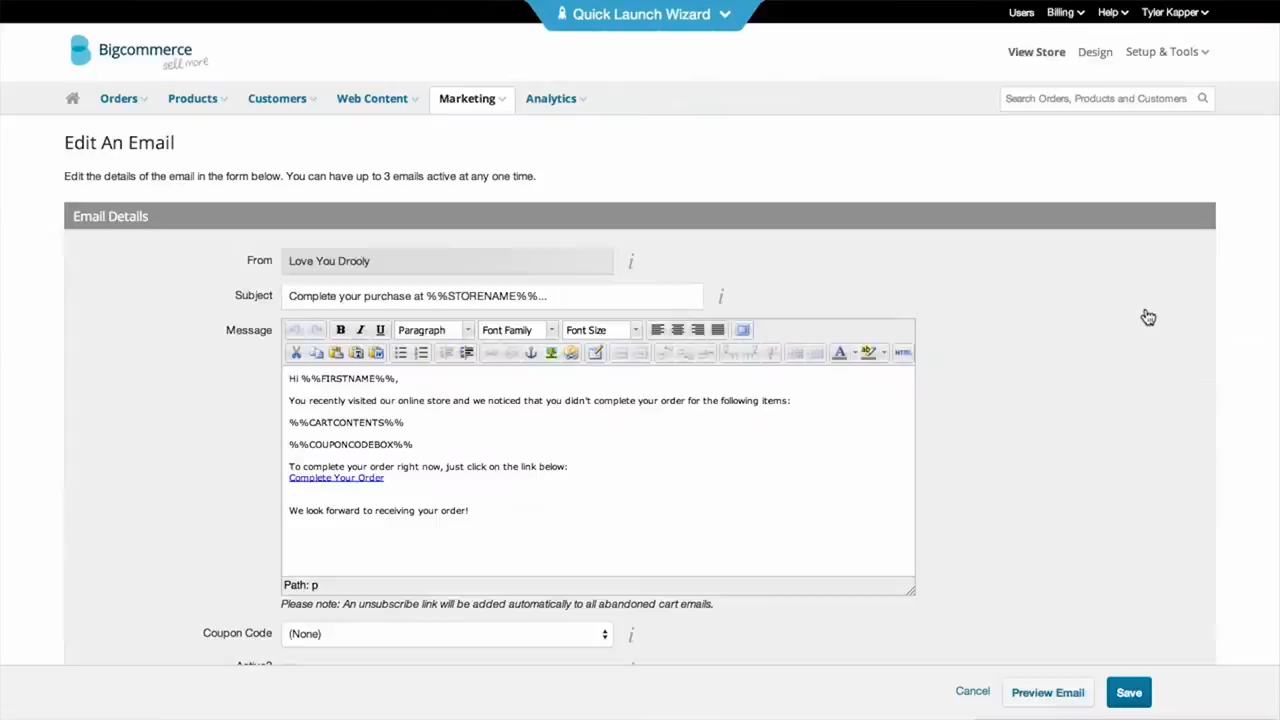 Quick Launch Wizard
Users Billing Help Tyler Kapper
Bigcommerce
sell more
View Store Design Setup & Tools
Orders Products Customers Web Content Marketing Analytics
Search Orders, Products and Customers
Edit An Email
Edit the details of the email in the form below. You can have up to 3 emails active at any one time.
Email Details
From Love You Drooly i
Subject Complete your purchase at %%STORENAME%%... i
Message B I U Paragraph Font Family Font Size
A ab HTML
Hi %%FIRSTNAME%%,
You recently visited our online store and we noticed that you didn't complete your order for the following items:
%%CARTCONTENTS%%
%%COUPONCODEBOX%%
To complete your order right now, just click on the link below:
Complete Your Order
We look forward to receiving your order!
Path: p
Please note: An unsubscribe link will be added automatically to all abandoned cart emails.
Coupon Code (None) i
Active?
Cancel Preview Email Save